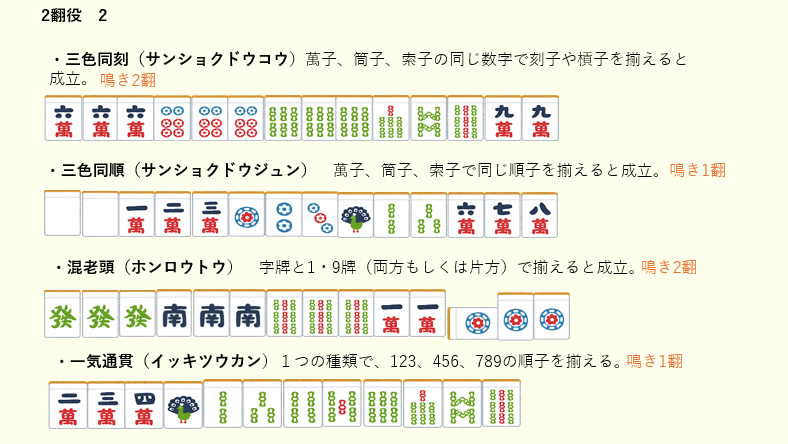 2翻役 2
・三色同刻（サンショクドウコウ）萬子、筒子、索子の同じ数字で刻子や槓子を揃えると
成立。 鳴き2翻
六萬 六萬 六萬 九萬 九萬
・三色同順（サンショクドウジュン） 萬子、筒子、索子で同じ順子を揃えると成立。鳴き1翻
一萬 二萬 三萬 六萬 七萬 八萬
・混老頭（ホンロウトウ） 字牌と1・9牌（両方もしくは片方）で揃えると成立。鳴き2翻
發 發 發 南 南 南 一萬 一萬
・一気通貫（イッキツウカン）１つの種類で、123、456、789の順子を揃える。鳴き1翻
二萬 三萬 四萬